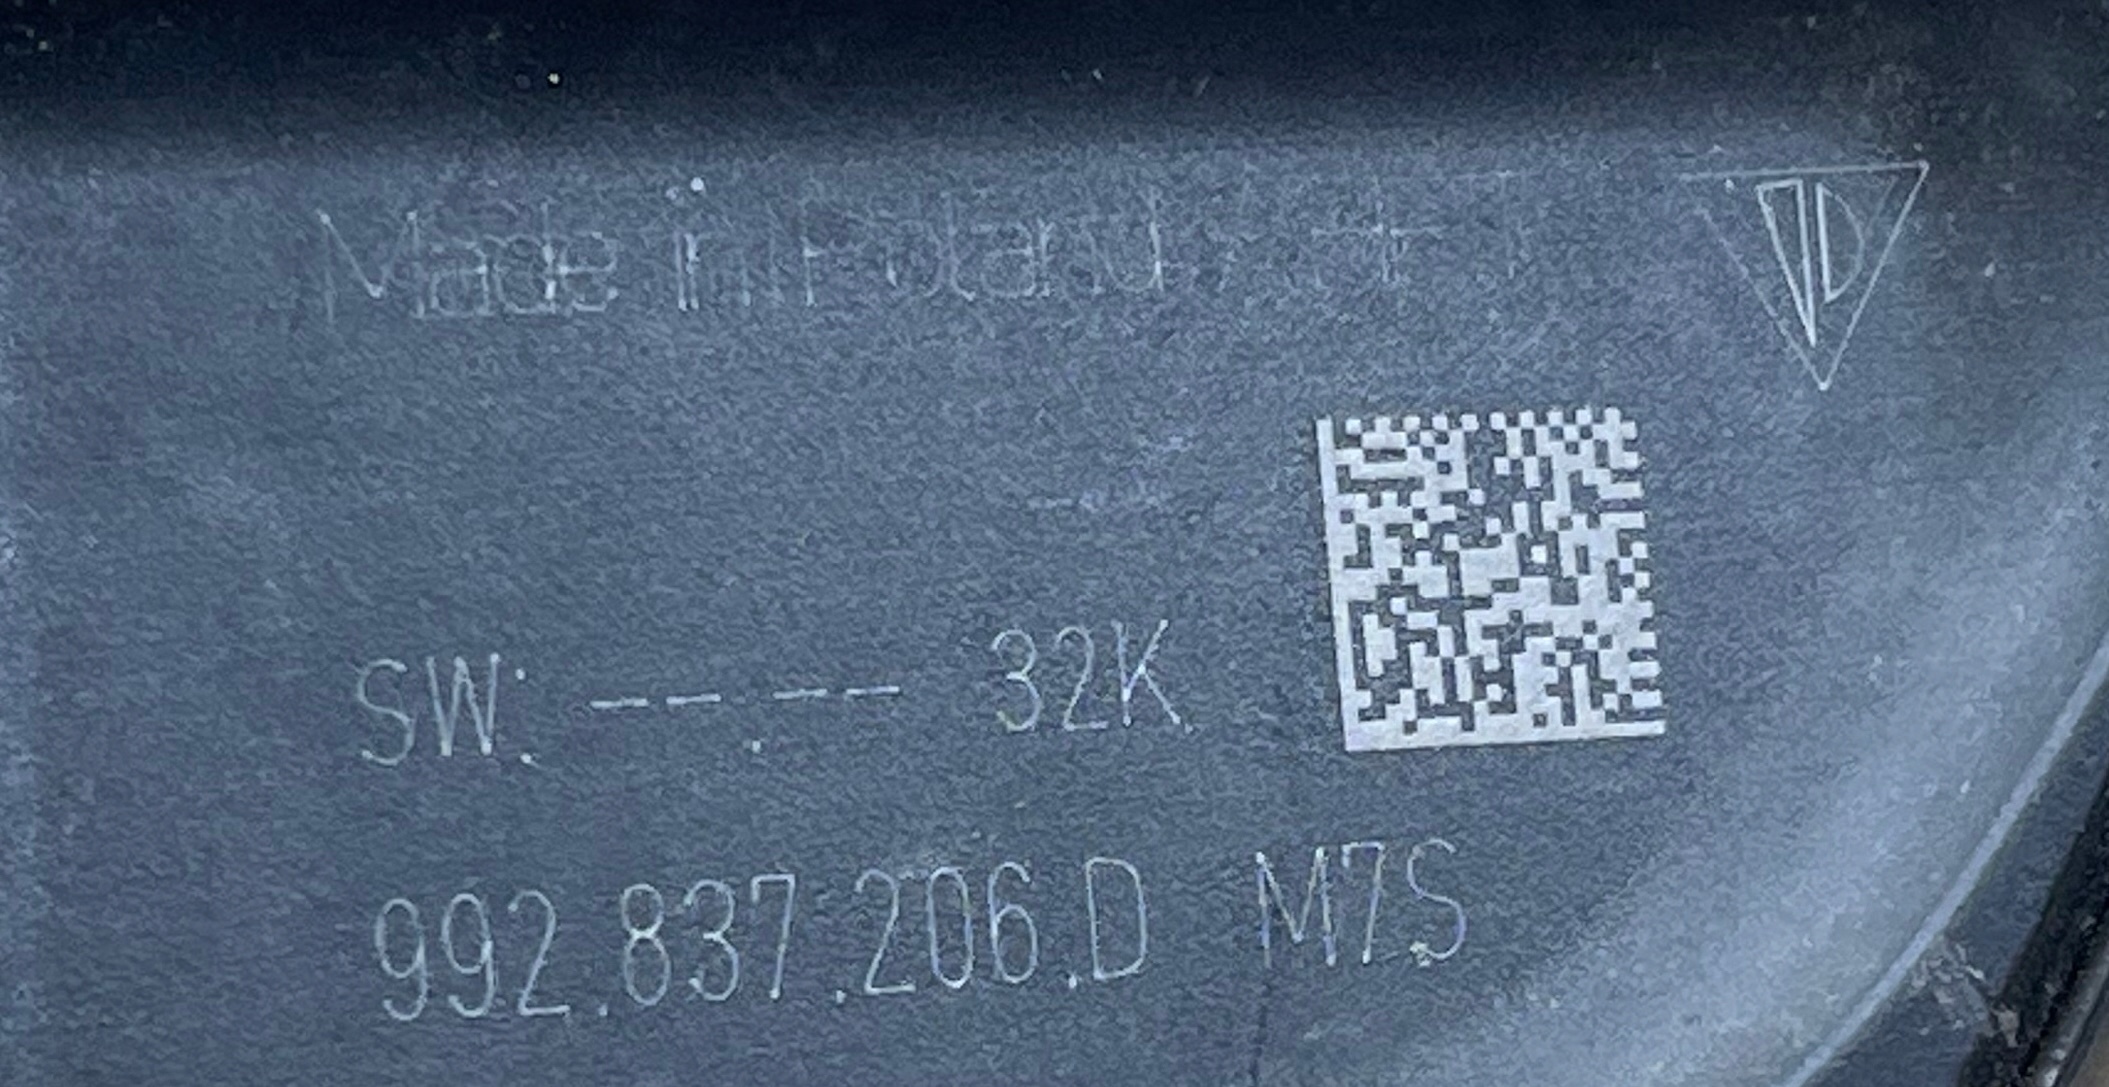 Made in Poland
SW: ----.---- 32K
992.837.206.D M7S